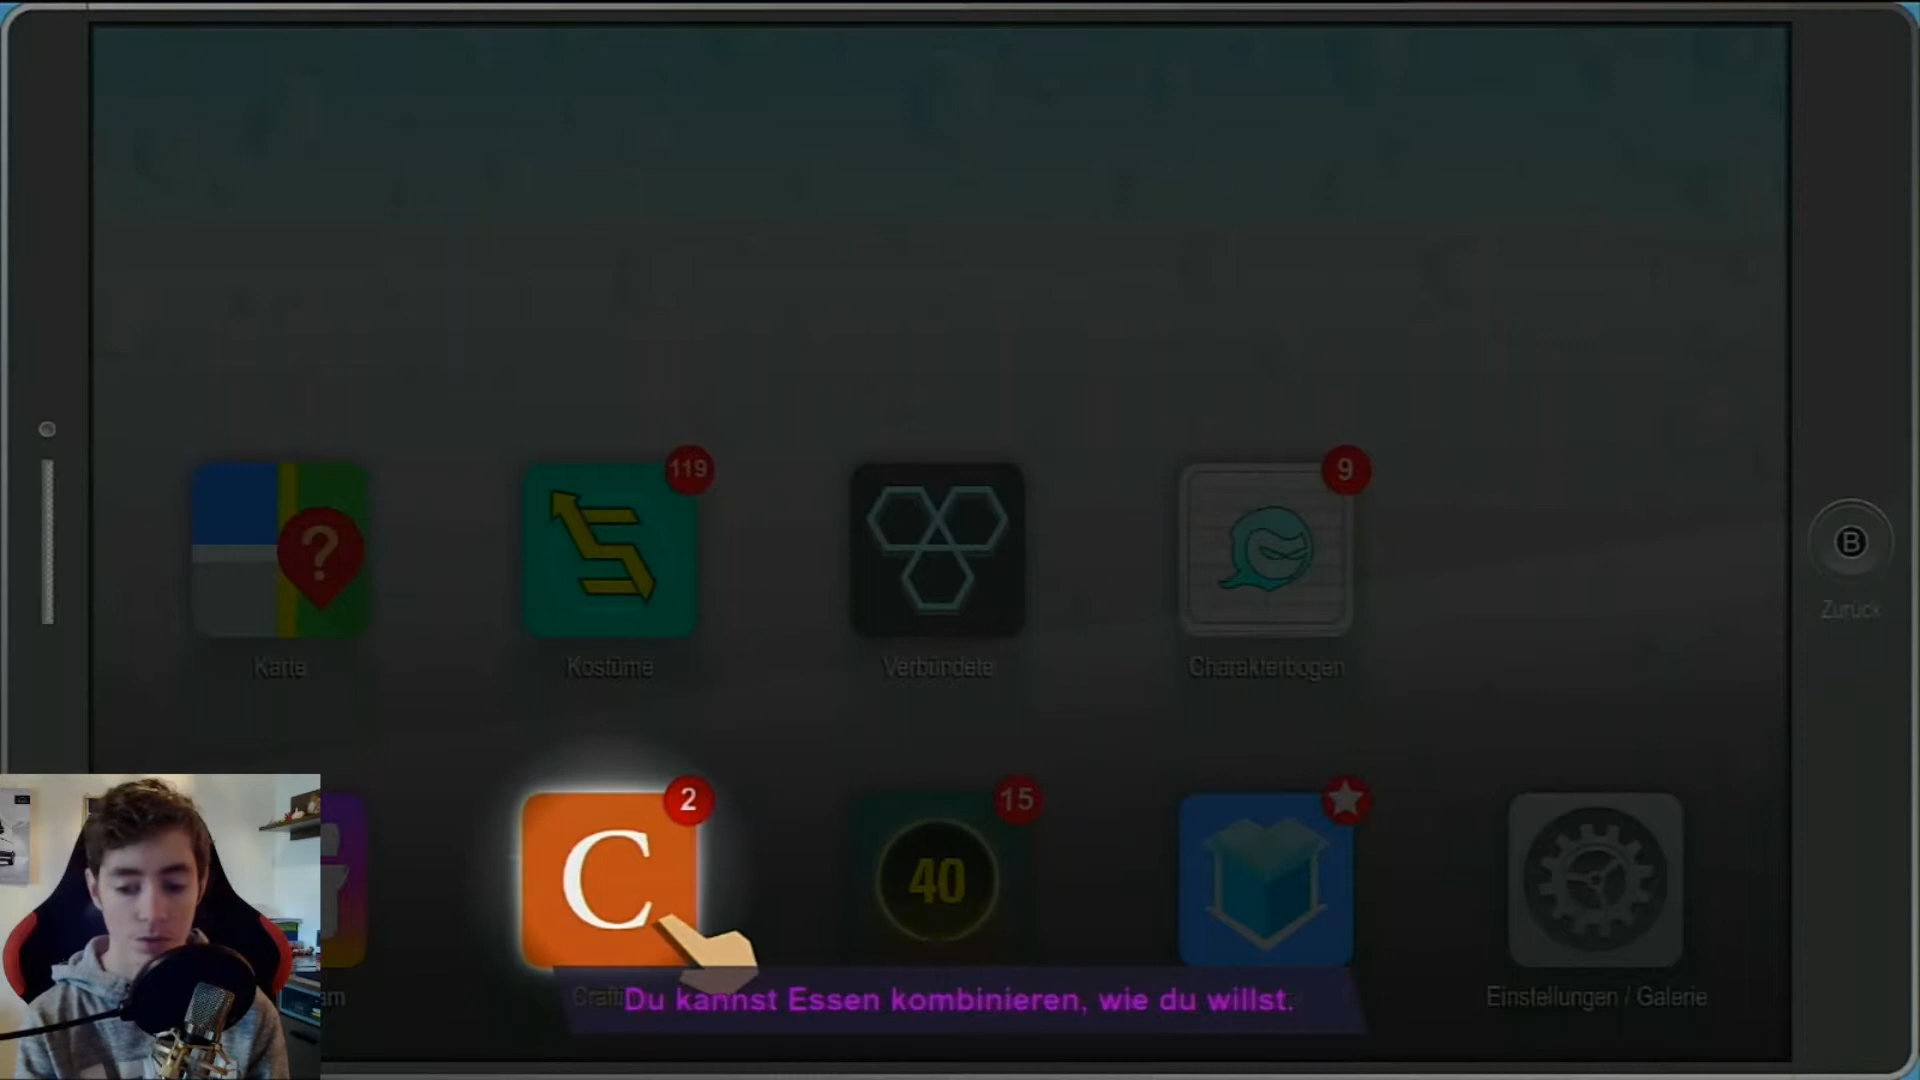 119
9
?
B
Zurück
Karte
Kostüme
Verbündete
Charakterbogen
2
15
C
40
Du kannst Essen kombinieren, wie du willst.
Einstellungen / Galerie